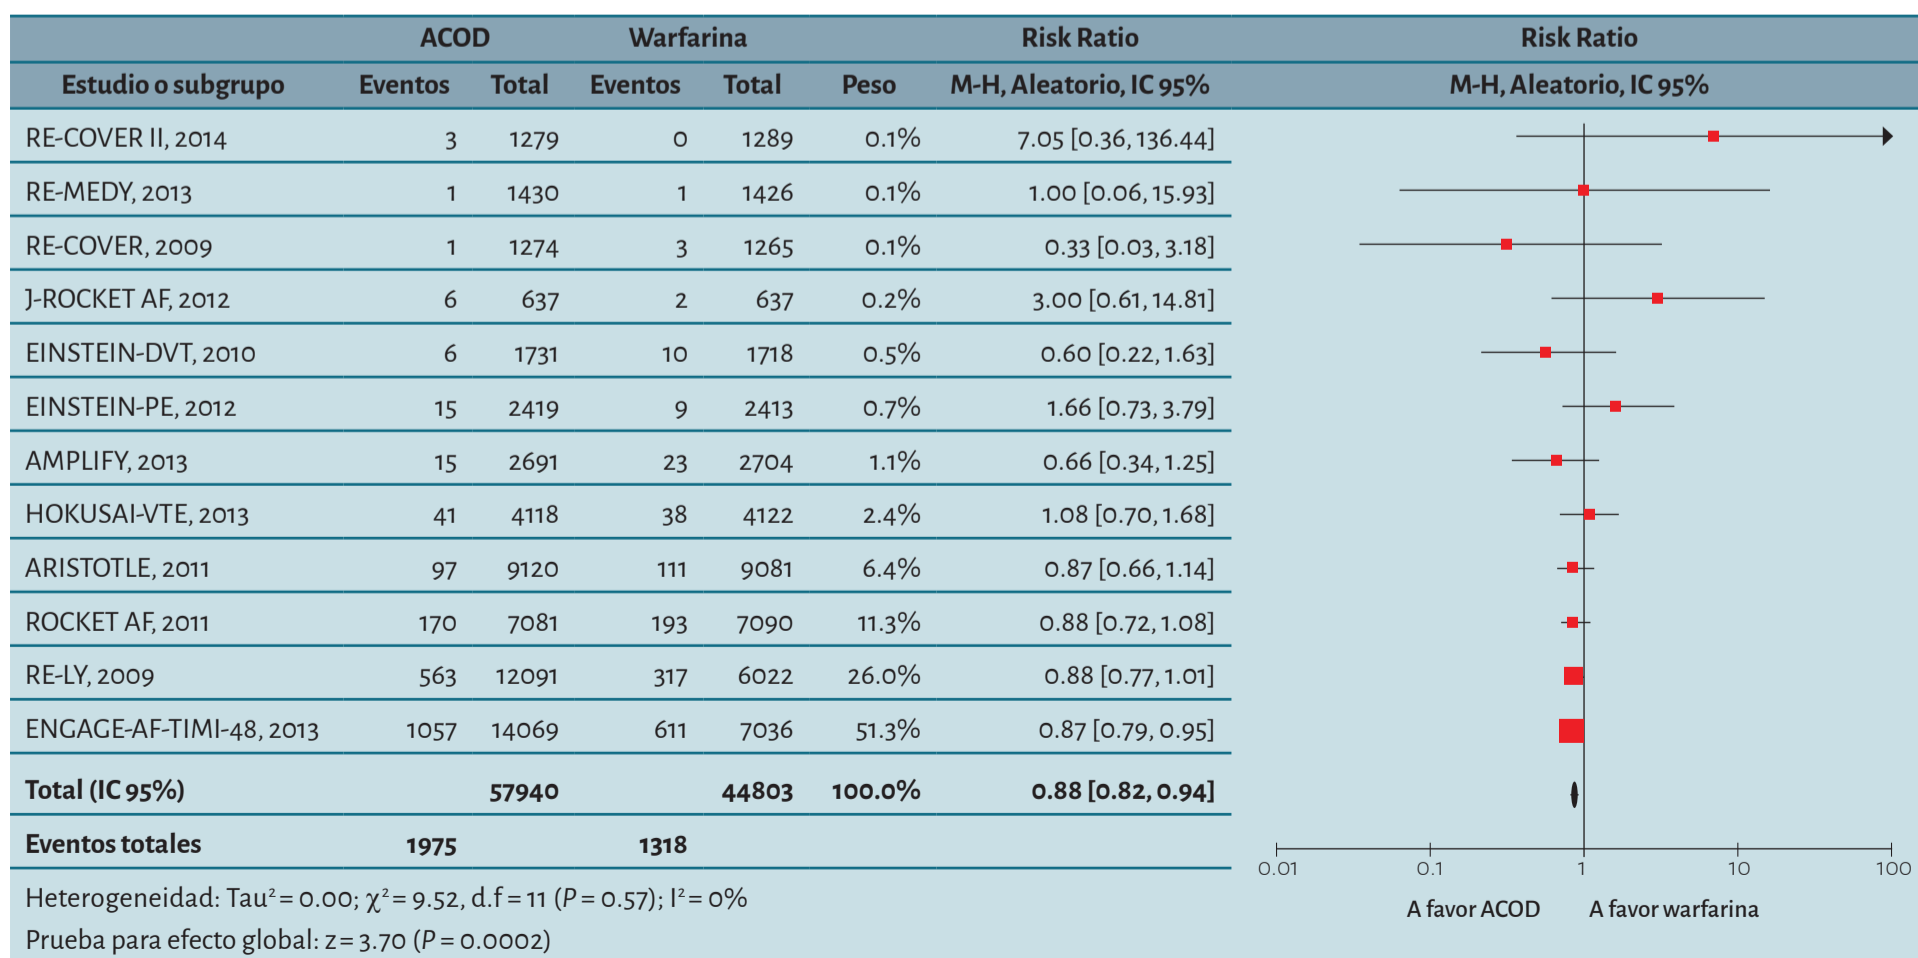 ACOD Warfarina Risk Ratio Risk Ratio
Estudio o subgrupo Eventos Total Eventos Total Peso M-H, Aleatorio, IC 95% M-H, Aleatorio, IC 95%
RE-COVER II, 2014 3 1279 0 1289 0.1% 7.05 [0.36, 136.44]
RE-MEDY, 2013 1 1430 1 1426 0.1% 1.00 [0.06, 15.93]
RE-COVER, 2009 1 1274 3 1265 0.1% 0.33 [0.03, 3.18]
J-ROCKET AF, 2012 6 637 2 637 0.2% 3.00 [0.61, 14.81]
EINSTEIN-DVT, 2010 6 1731 10 1718 0.5% 0.60 [0.22, 1.63]
EINSTEIN-PE, 2012 15 2419 9 2413 0.7% 1.66 [0.73, 3.79]
AMPLIFY, 2013 15 2691 23 2704 1.1% 0.66 [0.34, 1.25]
HOKUSAI-VTE, 2013 41 4118 38 4122 2.4% 1.08 [0.70, 1.68]
ARISTOTLE, 2011 97 9120 111 9081 6.4% 0.87 [0.66, 1.14]
ROCKET AF, 2011 170 7081 193 7090 11.3% 0.88 [0.72, 1.08]
RE-LY, 2009 563 12091 317 6022 26.0% 0.88 [0.77, 1.01]
ENGAGE-AF-TIMI-48, 2013 1057 14069 611 7036 51.3% 0.87 [0.79, 0.95]
Total (IC 95%) 57940 44803 100.0% 0.88 [0.82, 0.94]
Eventos totales 1975 1318
0.01 0.1 1 10 100
Heterogeneidad: Tau² = 0.00; χ² = 9.52, d.f = 11 (P = 0.57); I² = 0%
A favor ACOD A favor warfarina
Prueba para efecto global: z = 3.70 (P = 0.0002)